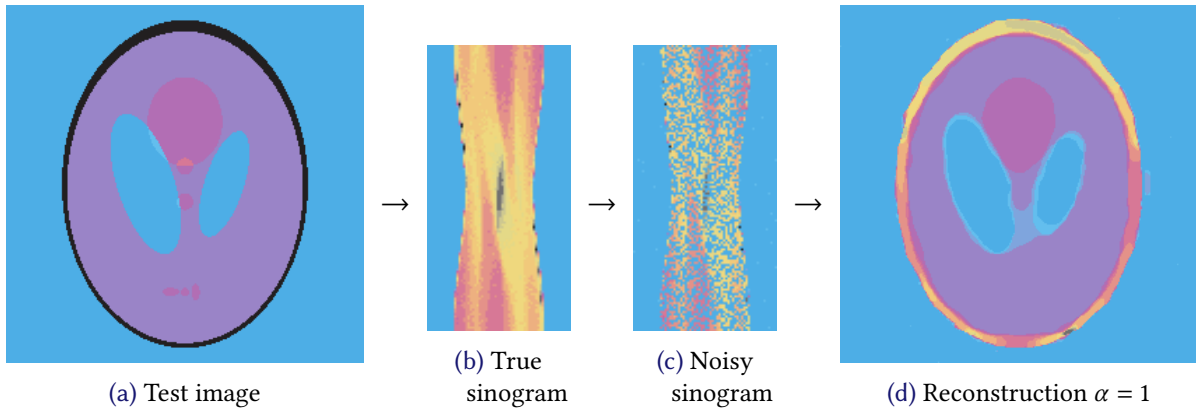 → → →
(a) Test image
(b) True
sinogram
(c) Noisy
sinogram
(d) Reconstruction α = 1